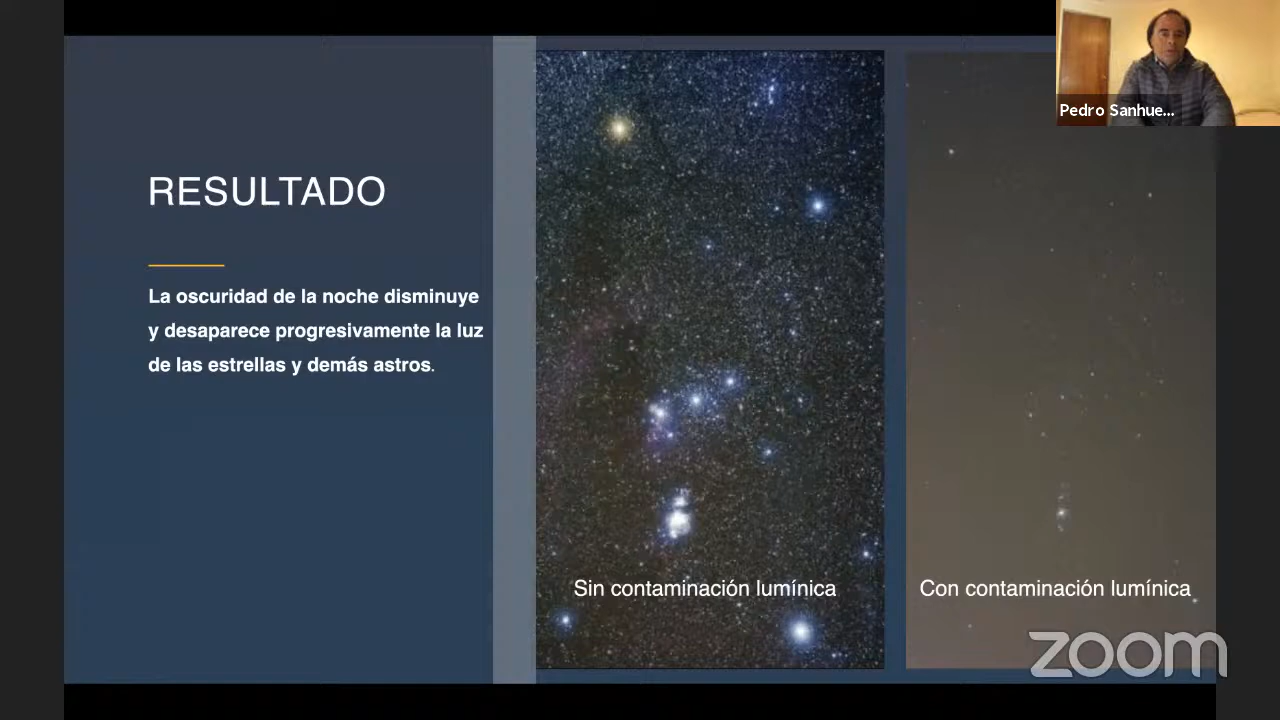 Pedro Sanhue...
RESULTADO
La oscuridad de la noche disminuye
y desaparece progresivamente la luz
de las estrellas y demás astros.
Sin contaminación lumínica
Con contaminación lumínica
zoom